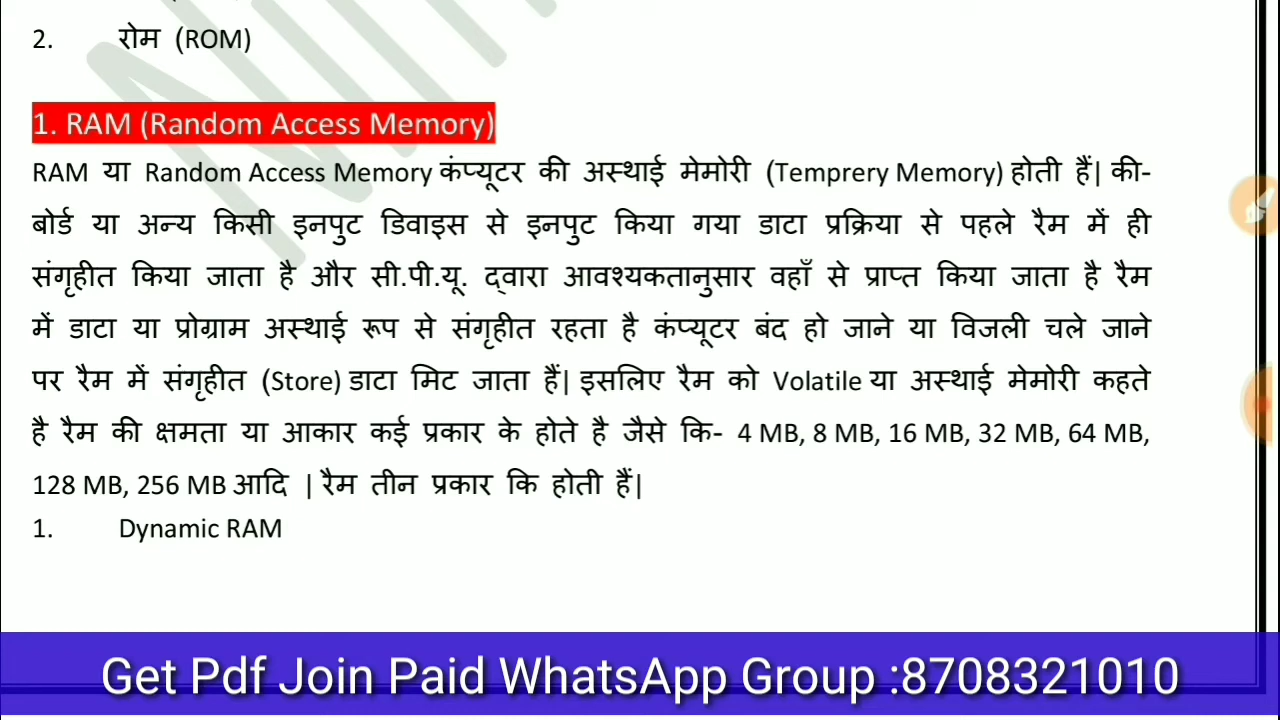 2. रोम (ROM)
1. RAM (Random Access Memory)
RAM या Random Access Memory कंप्यूटर की अस्थाई मेमोरी (Temprery Memory) होती हैं| की-
बोर्ड या अन्य किसी इनपुट डिवाइस से इनपुट किया गया डाटा प्रक्रिया से पहले रैम में ही
संगृहीत किया जाता है और सी.पी.यू. द्वारा आवश्यकतानुसार वहाँ से प्राप्त किया जाता है रैम
में डाटा या प्रोग्राम अस्थाई रूप से संगृहीत रहता है कंप्यूटर बंद हो जाने या विजली चले जाने
पर रैम में संगृहीत (Store) डाटा मिट जाता हैं| इसलिए रैम को Volatile या अस्थाई मेमोरी कहते
है रैम की क्षमता या आकार कई प्रकार के होते है जैसे कि- 4 MB, 8 MB, 16 MB, 32 MB, 64 MB,
128 MB, 256 MB आदि | रैम तीन प्रकार कि होती हैं|
1. Dynamic RAM
Get Pdf Join Paid WhatsApp Group :8708321010